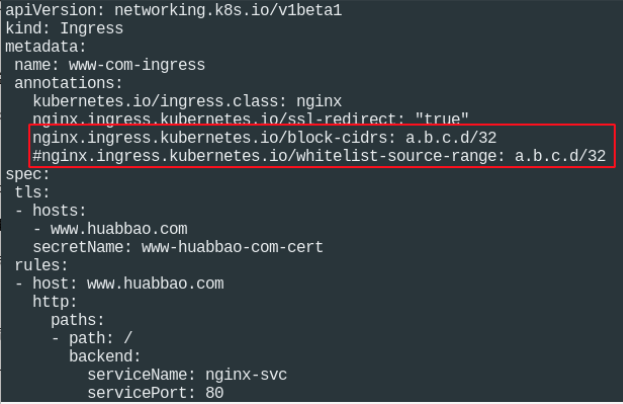 apiVersion: networking.k8s.io/v1beta1
kind: Ingress
metadata:
 name: www-com-ingress
 annotations:
   kubernetes.io/ingress.class: nginx
   nginx.ingress.kubernetes.io/ssl-redirect: "true"
   nginx.ingress.kubernetes.io/block-cidrs: a.b.c.d/32
   #nginx.ingress.kubernetes.io/whitelist-source-range: a.b.c.d/32
spec:
 tls:
 - hosts:
   - www.huabbao.com
   secretName: www-huabbao-com-cert
 rules:
 - host: www.huabbao.com
   http:
     paths:
     - path: /
       backend:
         serviceName: nginx-svc
         servicePort: 80